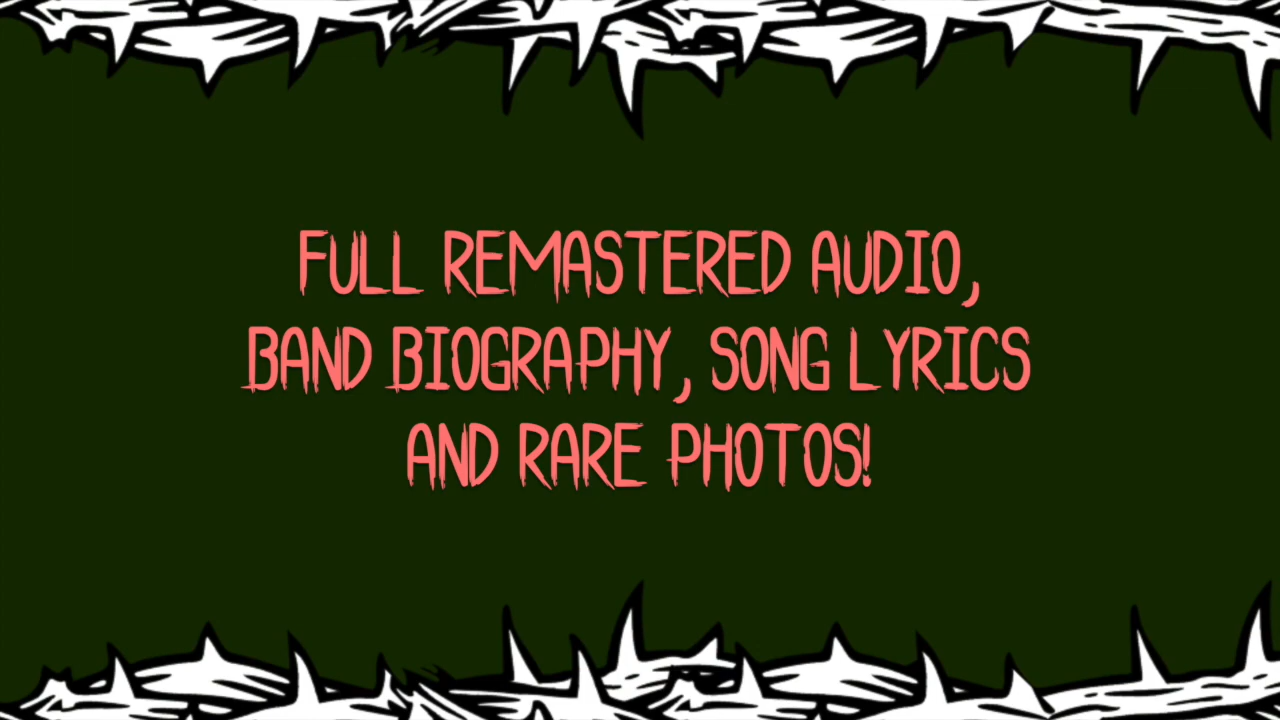 FULL REMASTERED AUDIO,
BAND BIOGRAPHY, SONG LYRICS
AND RARE PHOTOS!